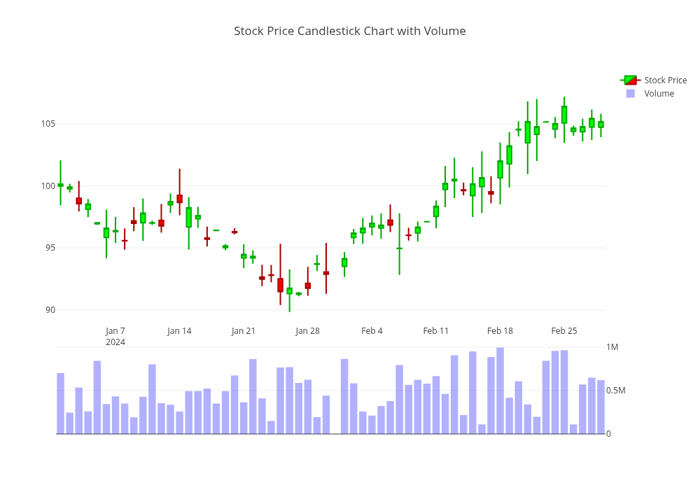 Stock Price Candlestick Chart with Volume
Stock Price
Volume
105
100
95
90
Jan 7
2024
Jan 14
Jan 21
Jan 28
Feb 4
Feb 11
Feb 18
Feb 25
1M
0.5M
0